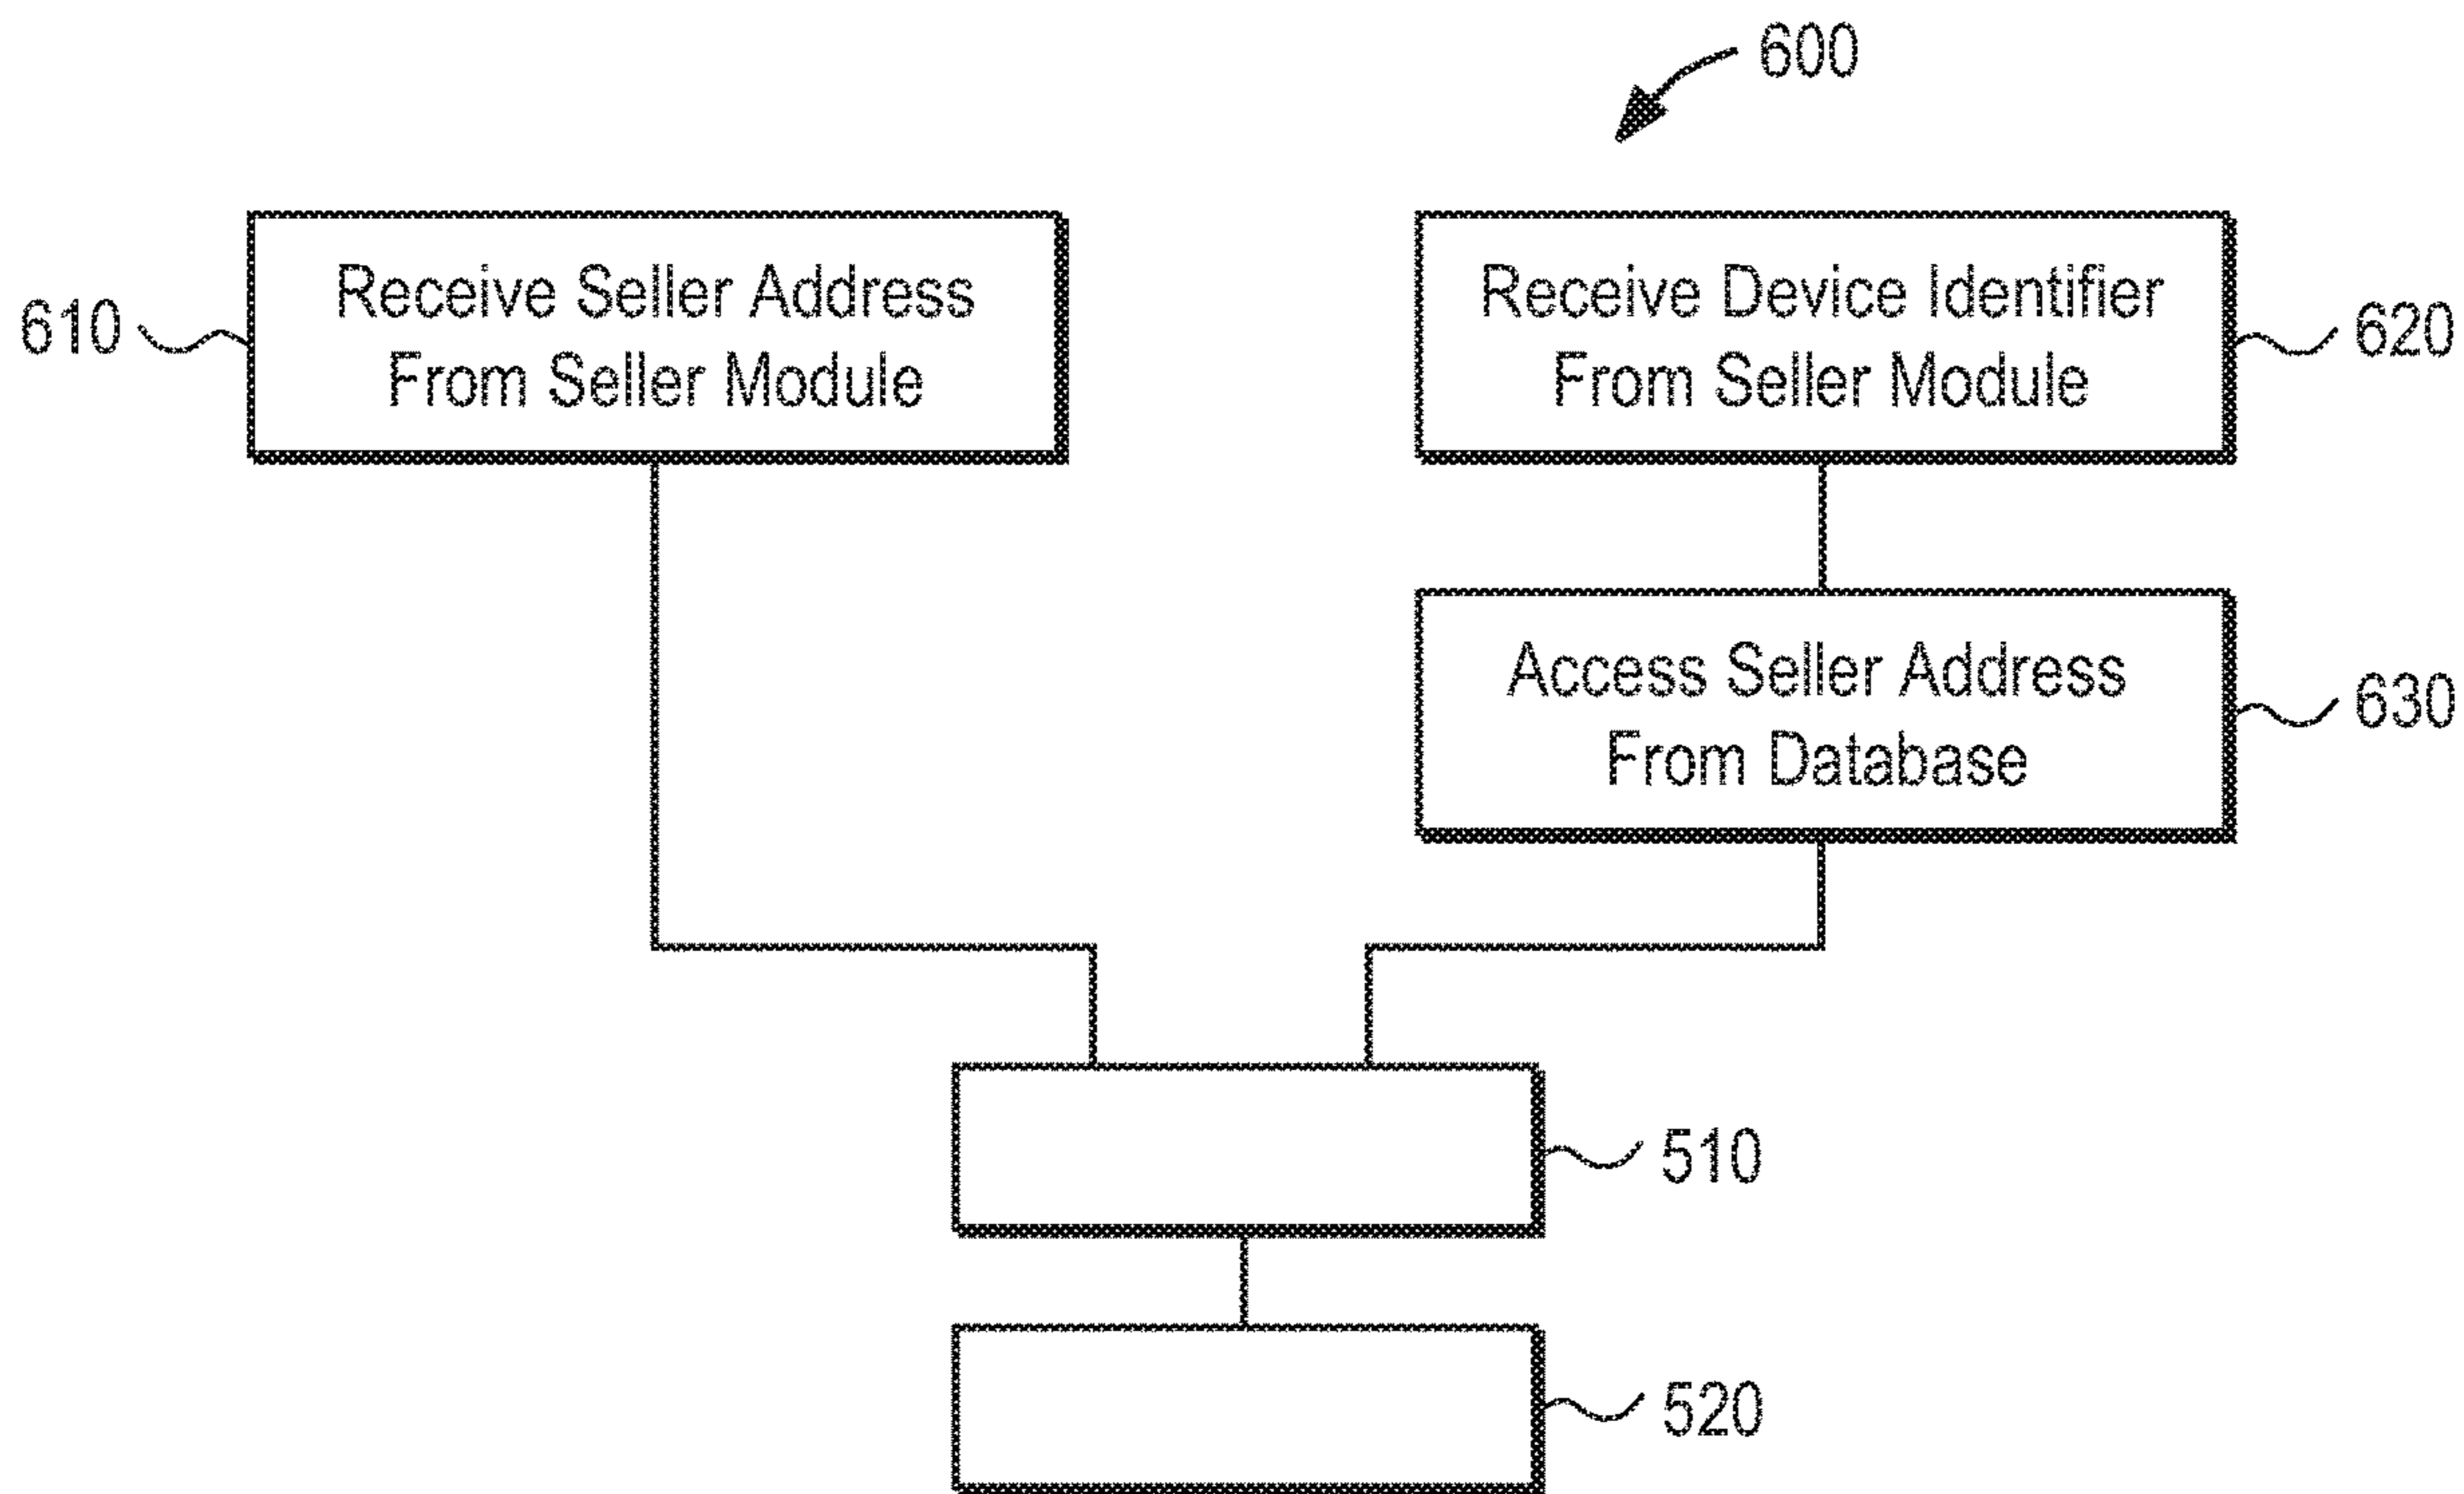 600
610
Receive Seller Address
From Seller Module
Receive Device Identifier
From Seller Module
620
Access Seller Address
From Database
630
510
520